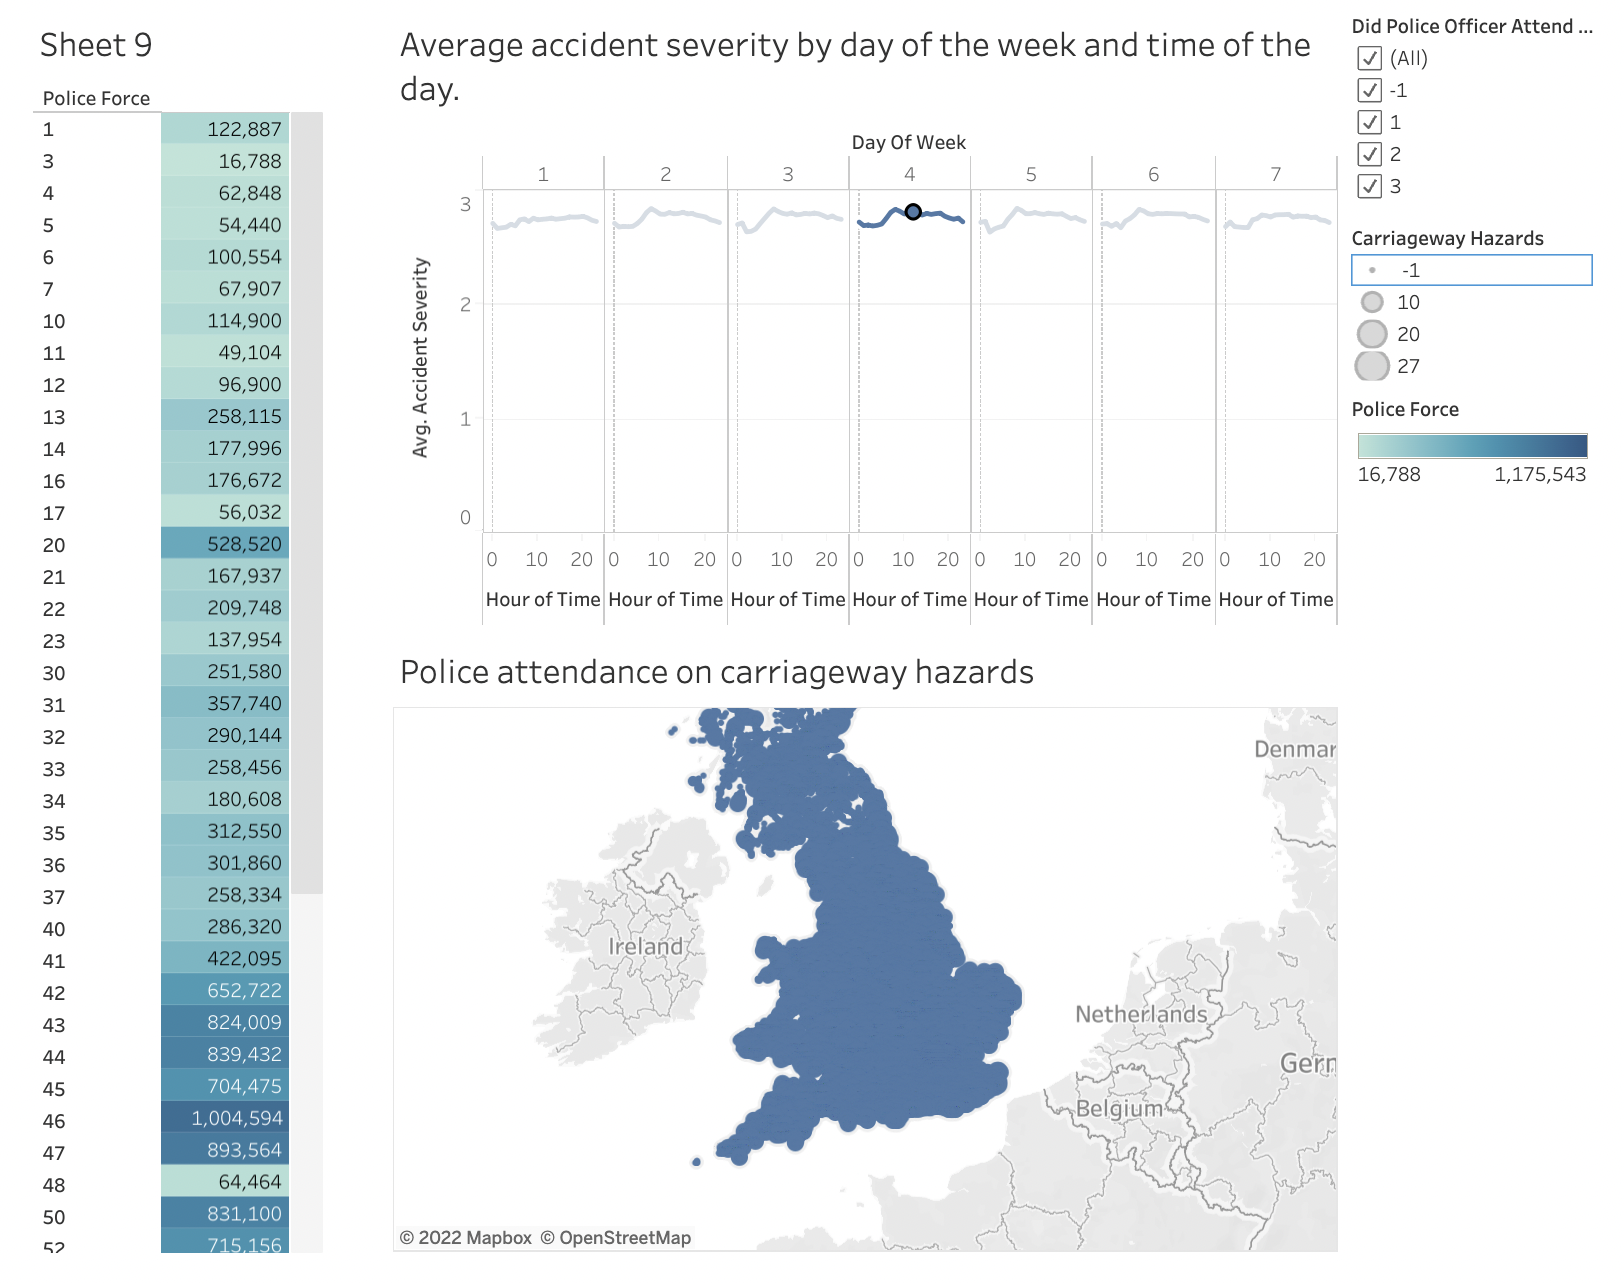 Sheet 9
Police Force
1 122,887
3 16,788
4 62,848
5 54,440
6 100,554
7 67,907
10 114,900
11 49,104
12 96,900
13 258,115
14 177,996
16 176,672
17 56,032
20 528,520
21 167,937
22 209,748
23 137,954
30 251,580
31 357,740
32 290,144
33 258,456
34 180,608
35 312,550
36 301,860
37 258,334
40 286,320
41 422,095
42 652,722
43 824,009
44 839,432
45 704,475
46 1,004,594
47 893,564
48 64,464
50 831,100
52 715,156
Average accident severity by day of the week and time of the
day.
Day Of Week
1 2 3 4 5 6 7
Avg. Accident Severity
3
2
1
0
0 10 20 0 10 20 0 10 20 0 10 20 0 10 20 0 10 20 0 10 20
Hour of Time Hour of Time Hour of Time Hour of Time Hour of Time Hour of Time Hour of Time
Police attendance on carriageway hazards
Denmar
Ireland
Netherlands
Germ
Belgium
© 2022 Mapbox © OpenStreetMap
Did Police Officer Attend ...
(All)
-1
1
2
3
Carriageway Hazards
-1
10
20
27
Police Force
16,788 1,175,543